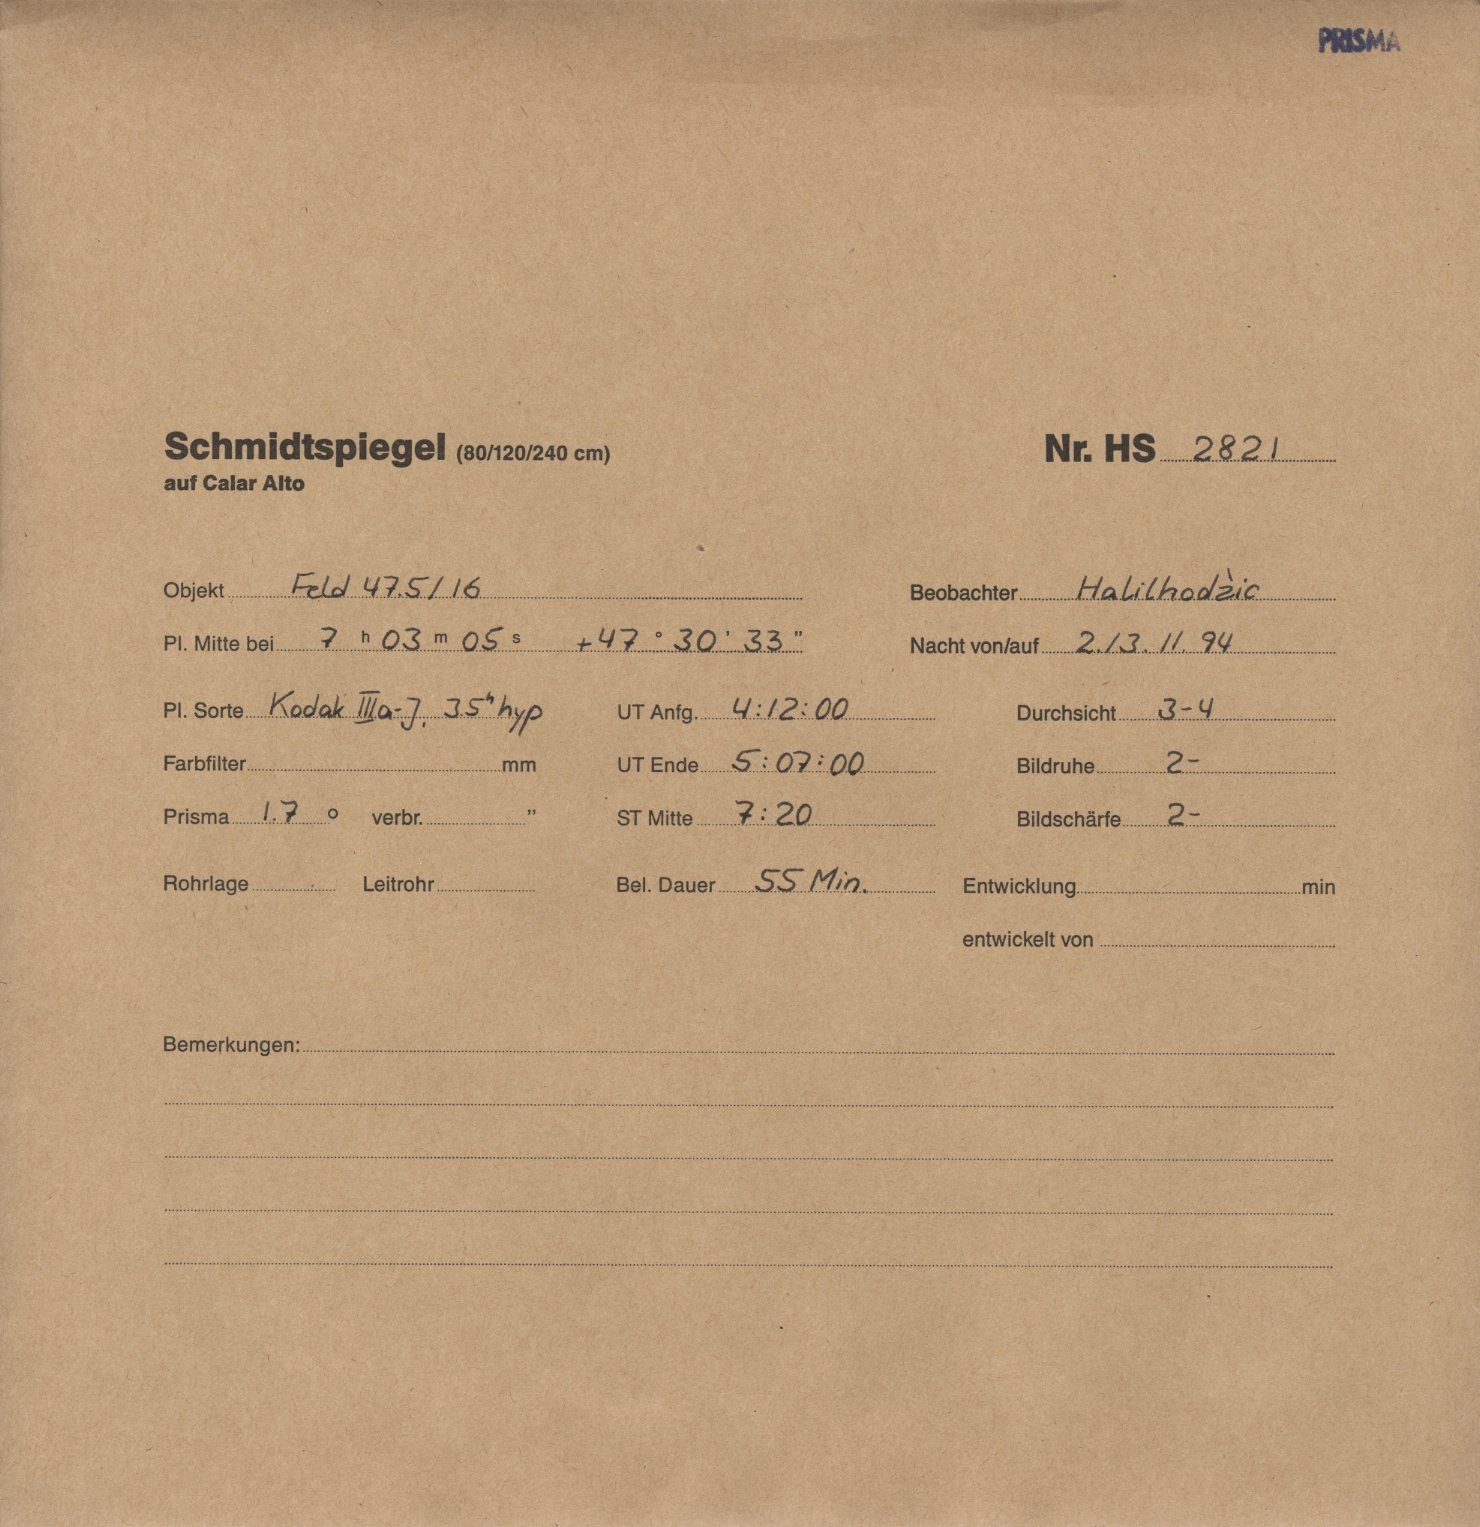 PRISMA
Schmidtspiegel (80/120/240 cm) Nr. HS 2821
auf Calar Alto
Objekt Feld 47.5/16 Beobachter Halilhodžic
Pl. Mitte bei 7 h 03 m 05 s +47 ° 30 ' 33 " Nacht von/auf 2./3. 11. 94
Pl. Sorte Kodak IIIa-J, 3.5h hyp UT Anfg. 4:12:00 Durchsicht 3-4
Farbfilter mm UT Ende 5:07:00 Bildruhe 2-
Prisma 1.7 ° verbr. " ST Mitte 7:20 Bildschärfe 2-
Rohrlage Leitrohr Bel. Dauer 55 Min. Entwicklung min
entwickelt von
Bemerkungen: